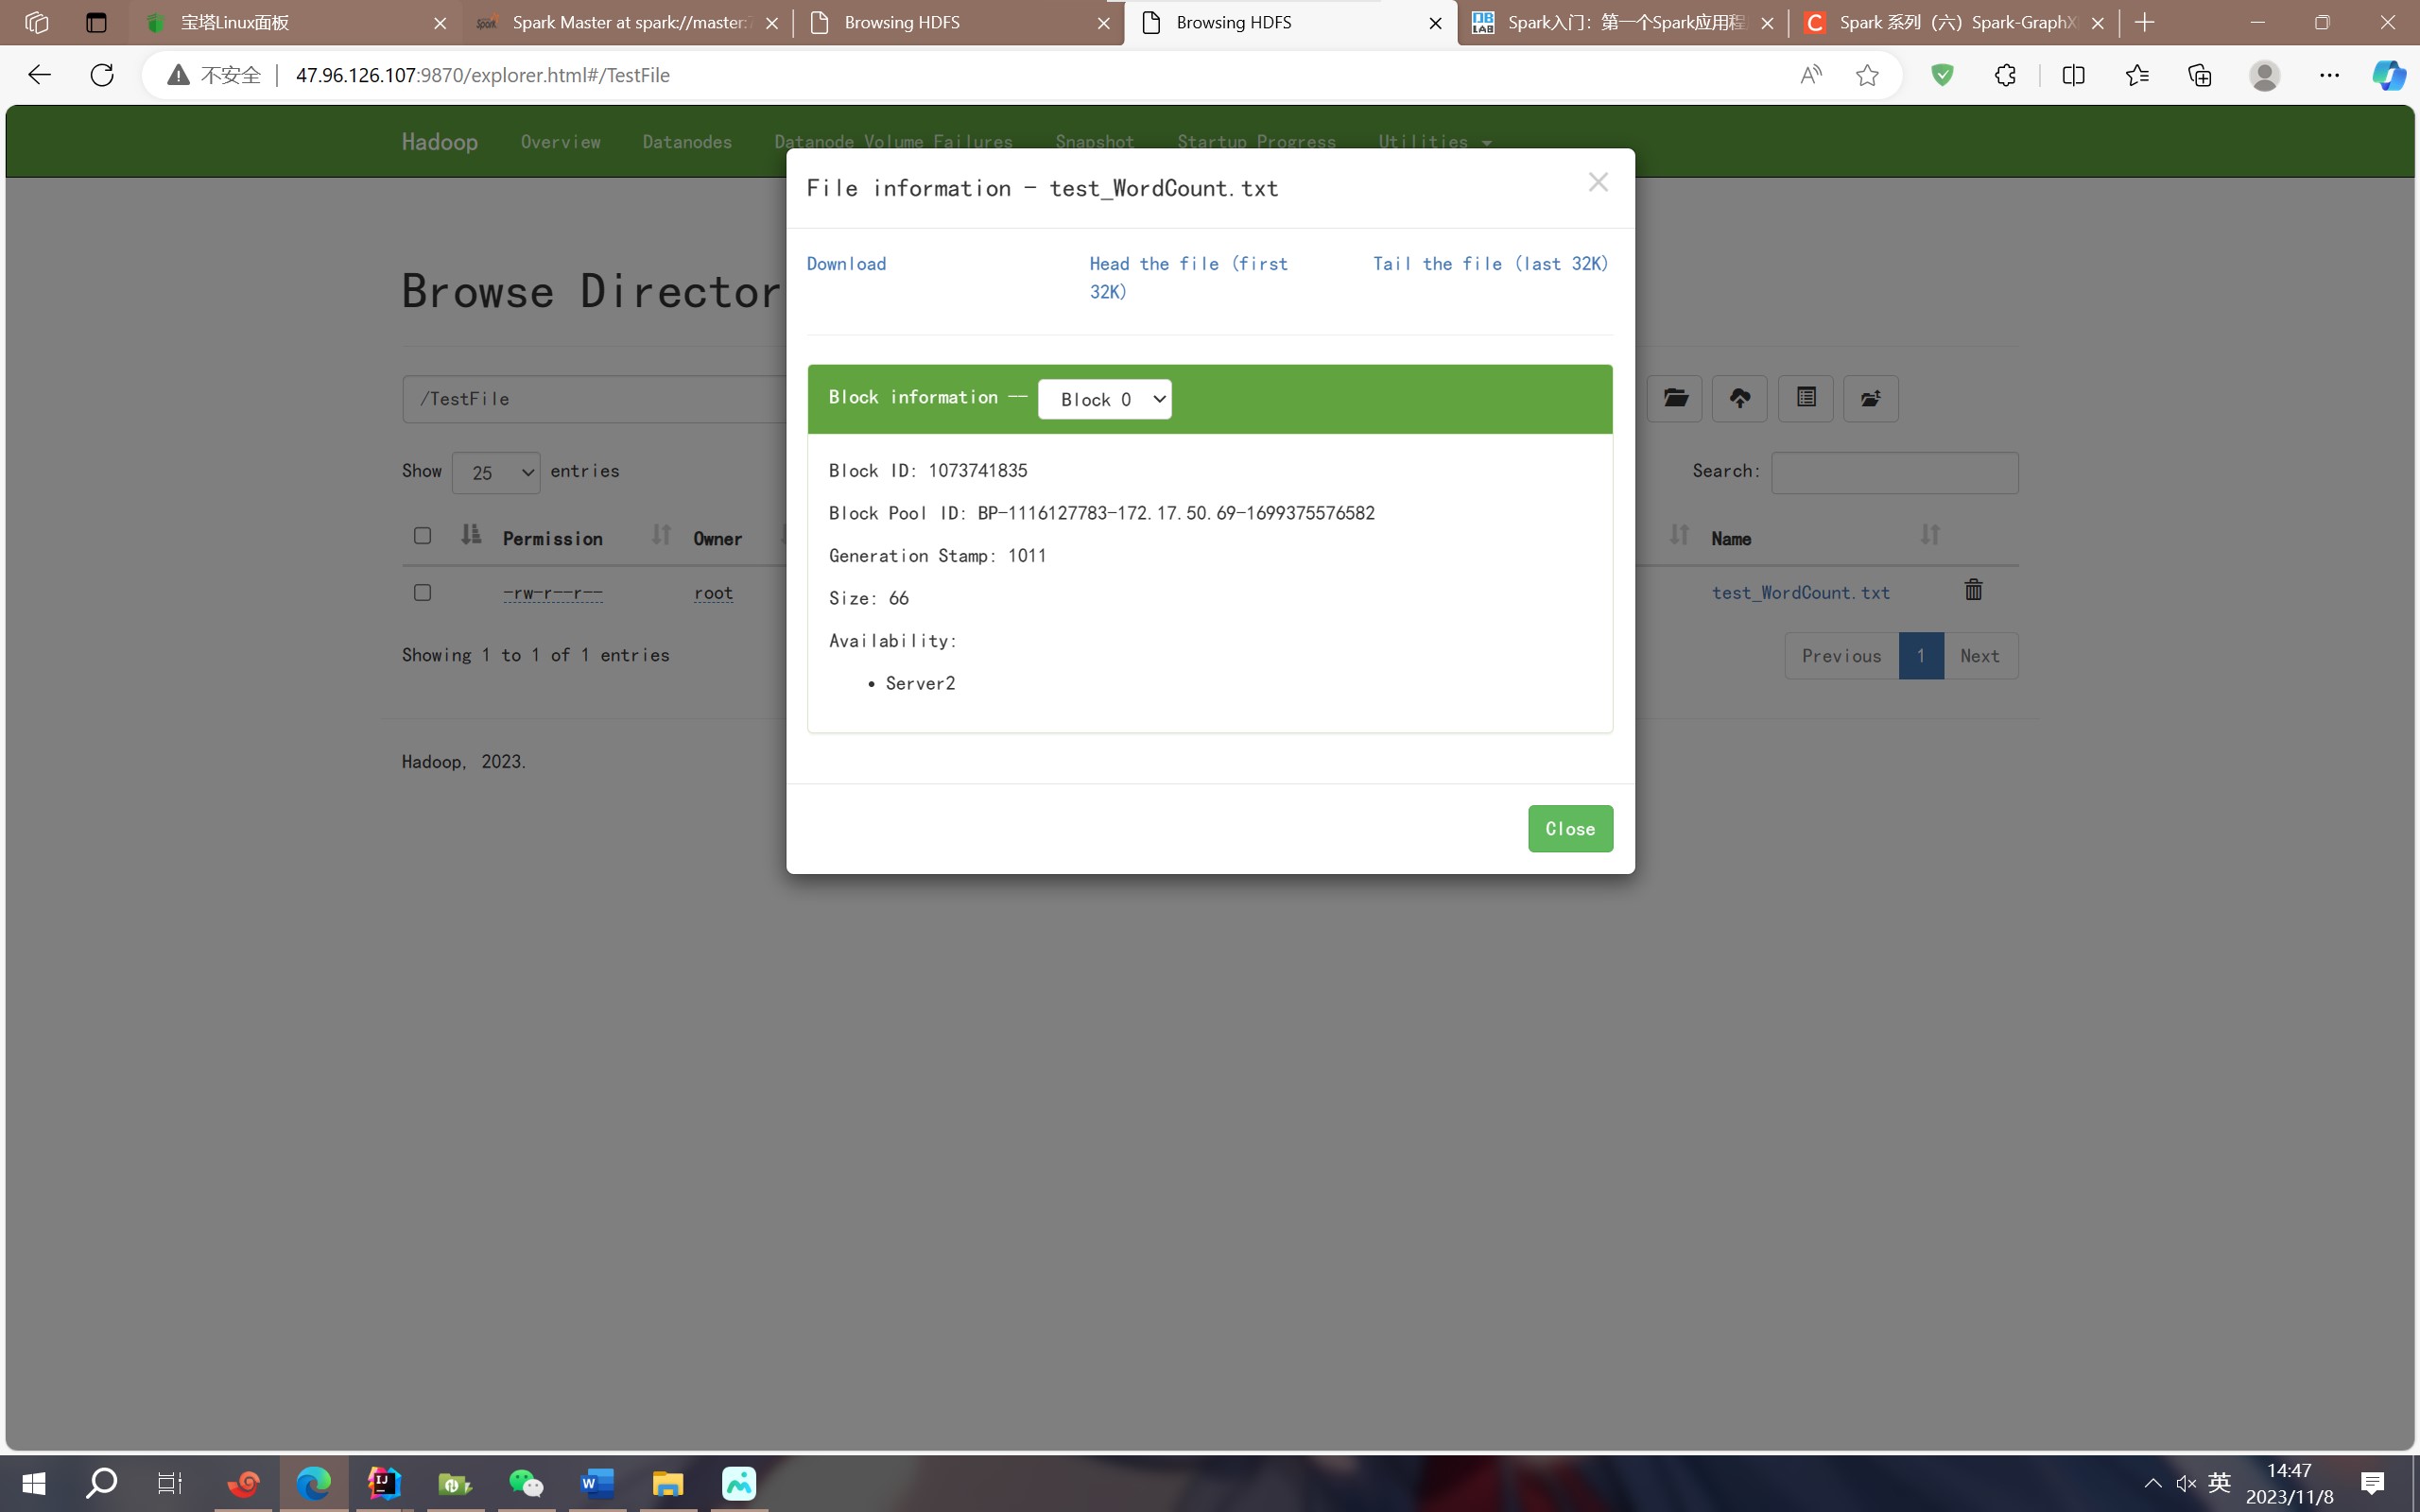 宝塔Linux面板
Spark Master at spark://master:7
Browsing HDFS
Browsing HDFS
Spark入门：第一个Spark应用程
Spark 系列（六）Spark-GraphX
不安全
47.96.126.107:9870/explorer.html#/TestFile
Hadoop Overview Datanodes Datanode Volume Failures Snapshot Startup Progress Utilities
File information - test_WordCount.txt
Download
Head the file (first 32K)
Tail the file (last 32K)
Browse Director
/TestFile
Block information -- Block 0
Show 25 entries
Search:
Block ID: 1073741835
Block Pool ID: BP-1116127783-172.17.50.69-1699375576582
Permission Owner Name
Generation Stamp: 1011
-rw-r--r-- root test_WordCount.txt
Size: 66
Availability:
Showing 1 to 1 of 1 entries
Previous 1 Next
Server2
Hadoop, 2023.
Close
英
14:47
2023/11/8